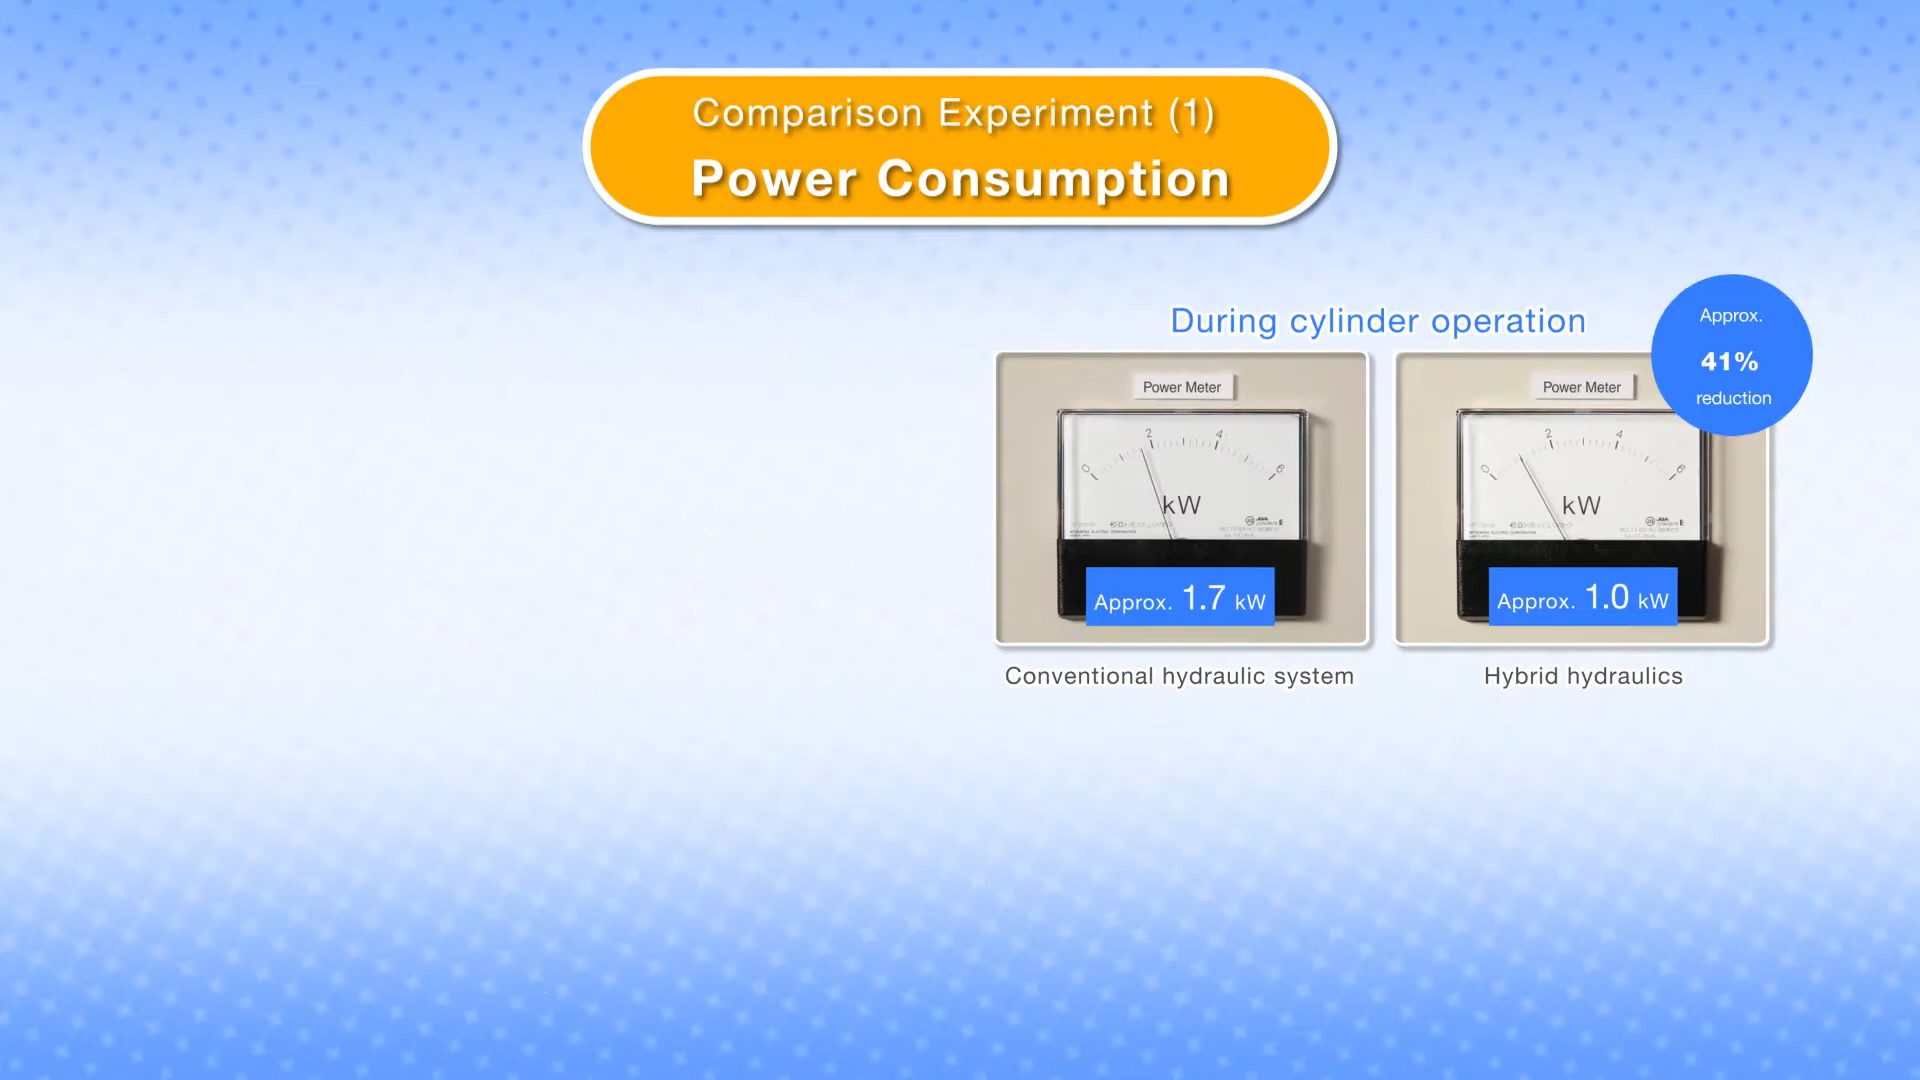 Comparison Experiment (1)
Power Consumption
During cylinder operation
Approx.
41%
reduction
Power Meter
0 2 4 6
kW
Approx. 1.7 kW
Conventional hydraulic system
Power Meter
0 2 4 6
kW
Approx. 1.0 kW
Hybrid hydraulics